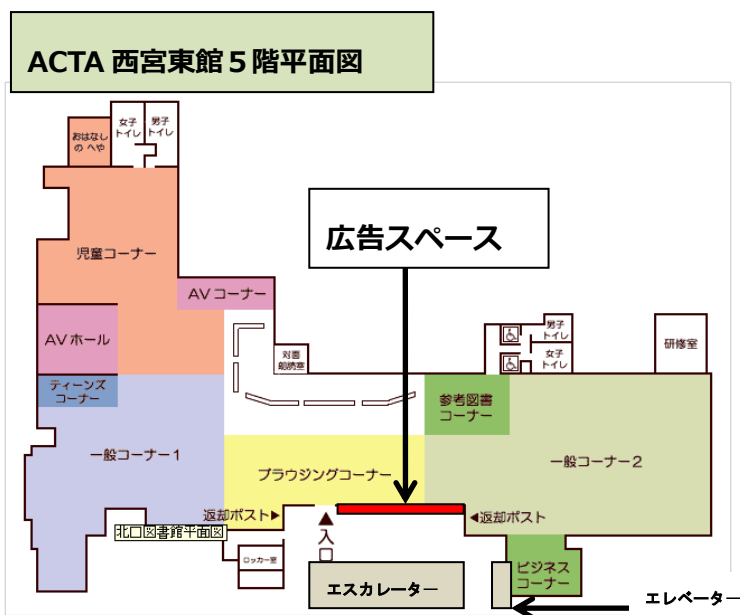 ACTA 西宮東館５階平面図
おはなし
の へや
女子
トイレ
男子
トイレ
広告スペース
児童コーナー
AV コーナー
AV ホール
対面
朗読室
男子
トイレ
女子
トイレ
研修室
ティーンズ
コーナー
参考図書
コーナー
一般コーナー1
ブラウジングコーナー
一般コーナー2
返却ポスト▶
◀返却ポスト
▲
入
口
北口図書館平面図
ロッカー室
エスカレーター
ビジネス
コーナー
エレベーター